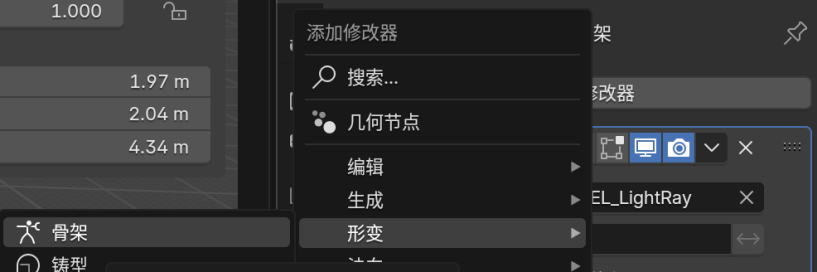 1.000
1.97 m
2.04 m
4.34 m
添加修改器
搜索...
几何节点
编辑
生成
形变
骨架
铸型
架
修改器
EL_LightRay